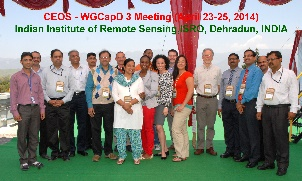 CEOS - WGCapD 3 Meeting (April 23-25, 2014)
Indian Institute of Remote Sensing ISRO, Dehradun, INDIA